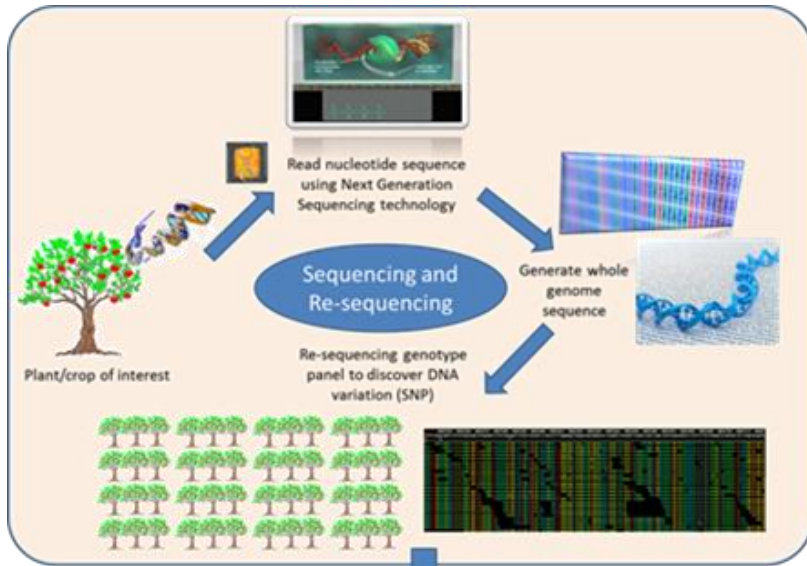 Read nucleotide sequence
using Next Generation
Sequencing technology
Sequencing and
Re-sequencing
Generate whole
genome
sequence
Plant/crop of interest
Re-sequencing genotype
panel to discover DNA
variation (SNP)